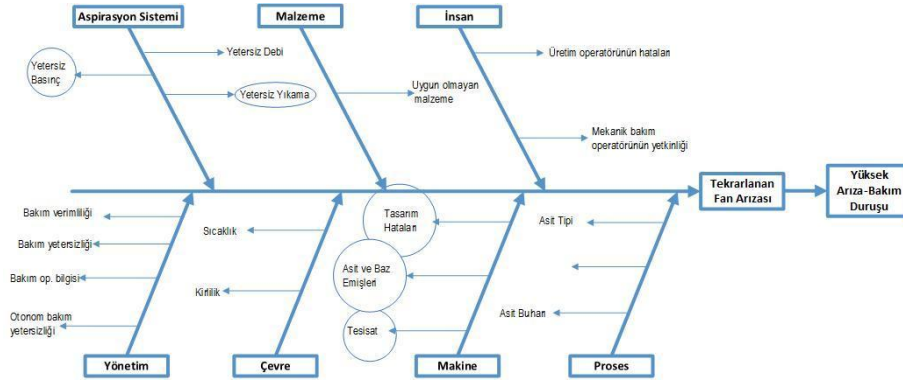 Aspirasyon Sistemi
Malzeme
İnsan
Yetersiz
Basınç
Yetersiz Debi
Yetersiz Yıkama
Uygun olmayan
malzeme
Üretim operatörünün hataları
Mekanik bakım
operatörünün yetkinliği
Tekrarlanan
Fan Arızası
Yüksek
Arıza-Bakım
Duruşu
Bakım verimliliği
Bakım yetersizliği
Bakım op. bilgisi
Otonom bakım
yetersizliği
Sıcaklık
Kirlilik
Tasarım
Hataları
Asit ve Baz
Emişleri
Tesisat
Asit Tipi
Asit Buharı
Yönetim
Çevre
Makine
Proses